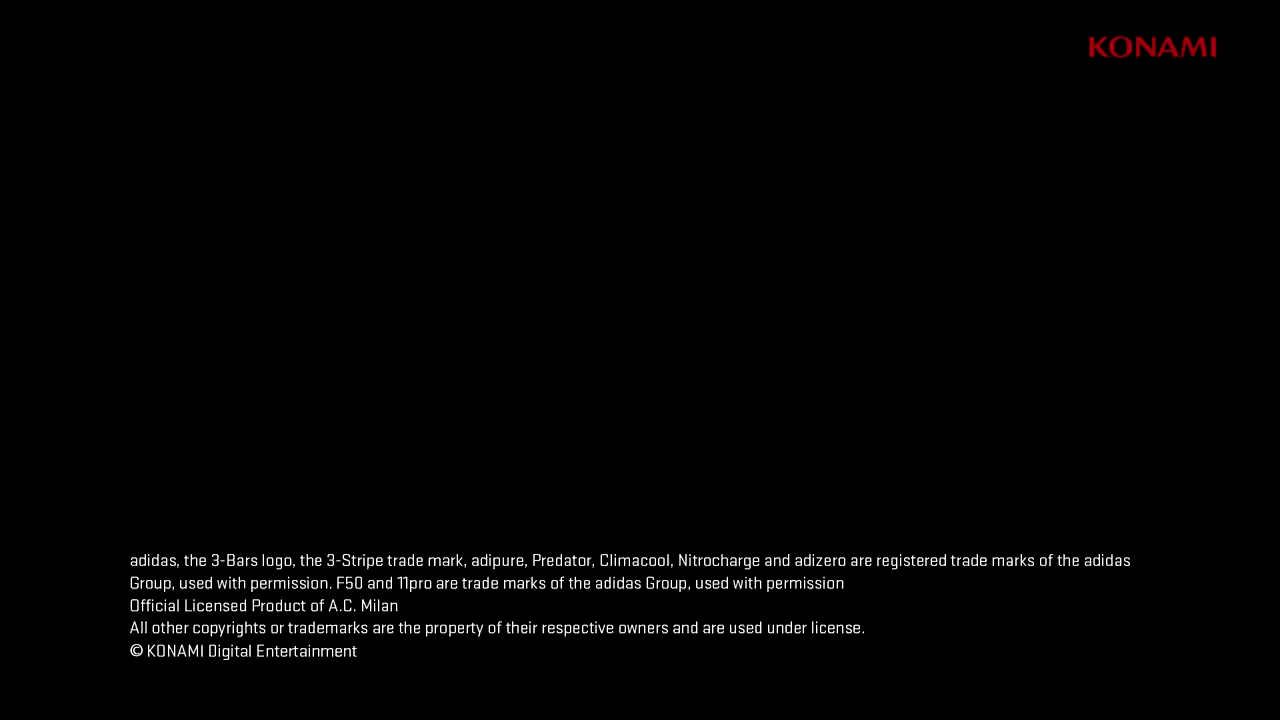 KONAMI
adidas, the 3-Bars logo, the 3-Stripe trade mark, adipure, Predator, Climacool, Nitrocharge and adizero are registered trade marks of the adidas
Group, used with permission. F50 and 11pro are trade marks of the adidas Group, used with permission
Official Licensed Product of A.C. Milan
All other copyrights or trademarks are the property of their respective owners and are used under license.
© KONAMI Digital Entertainment